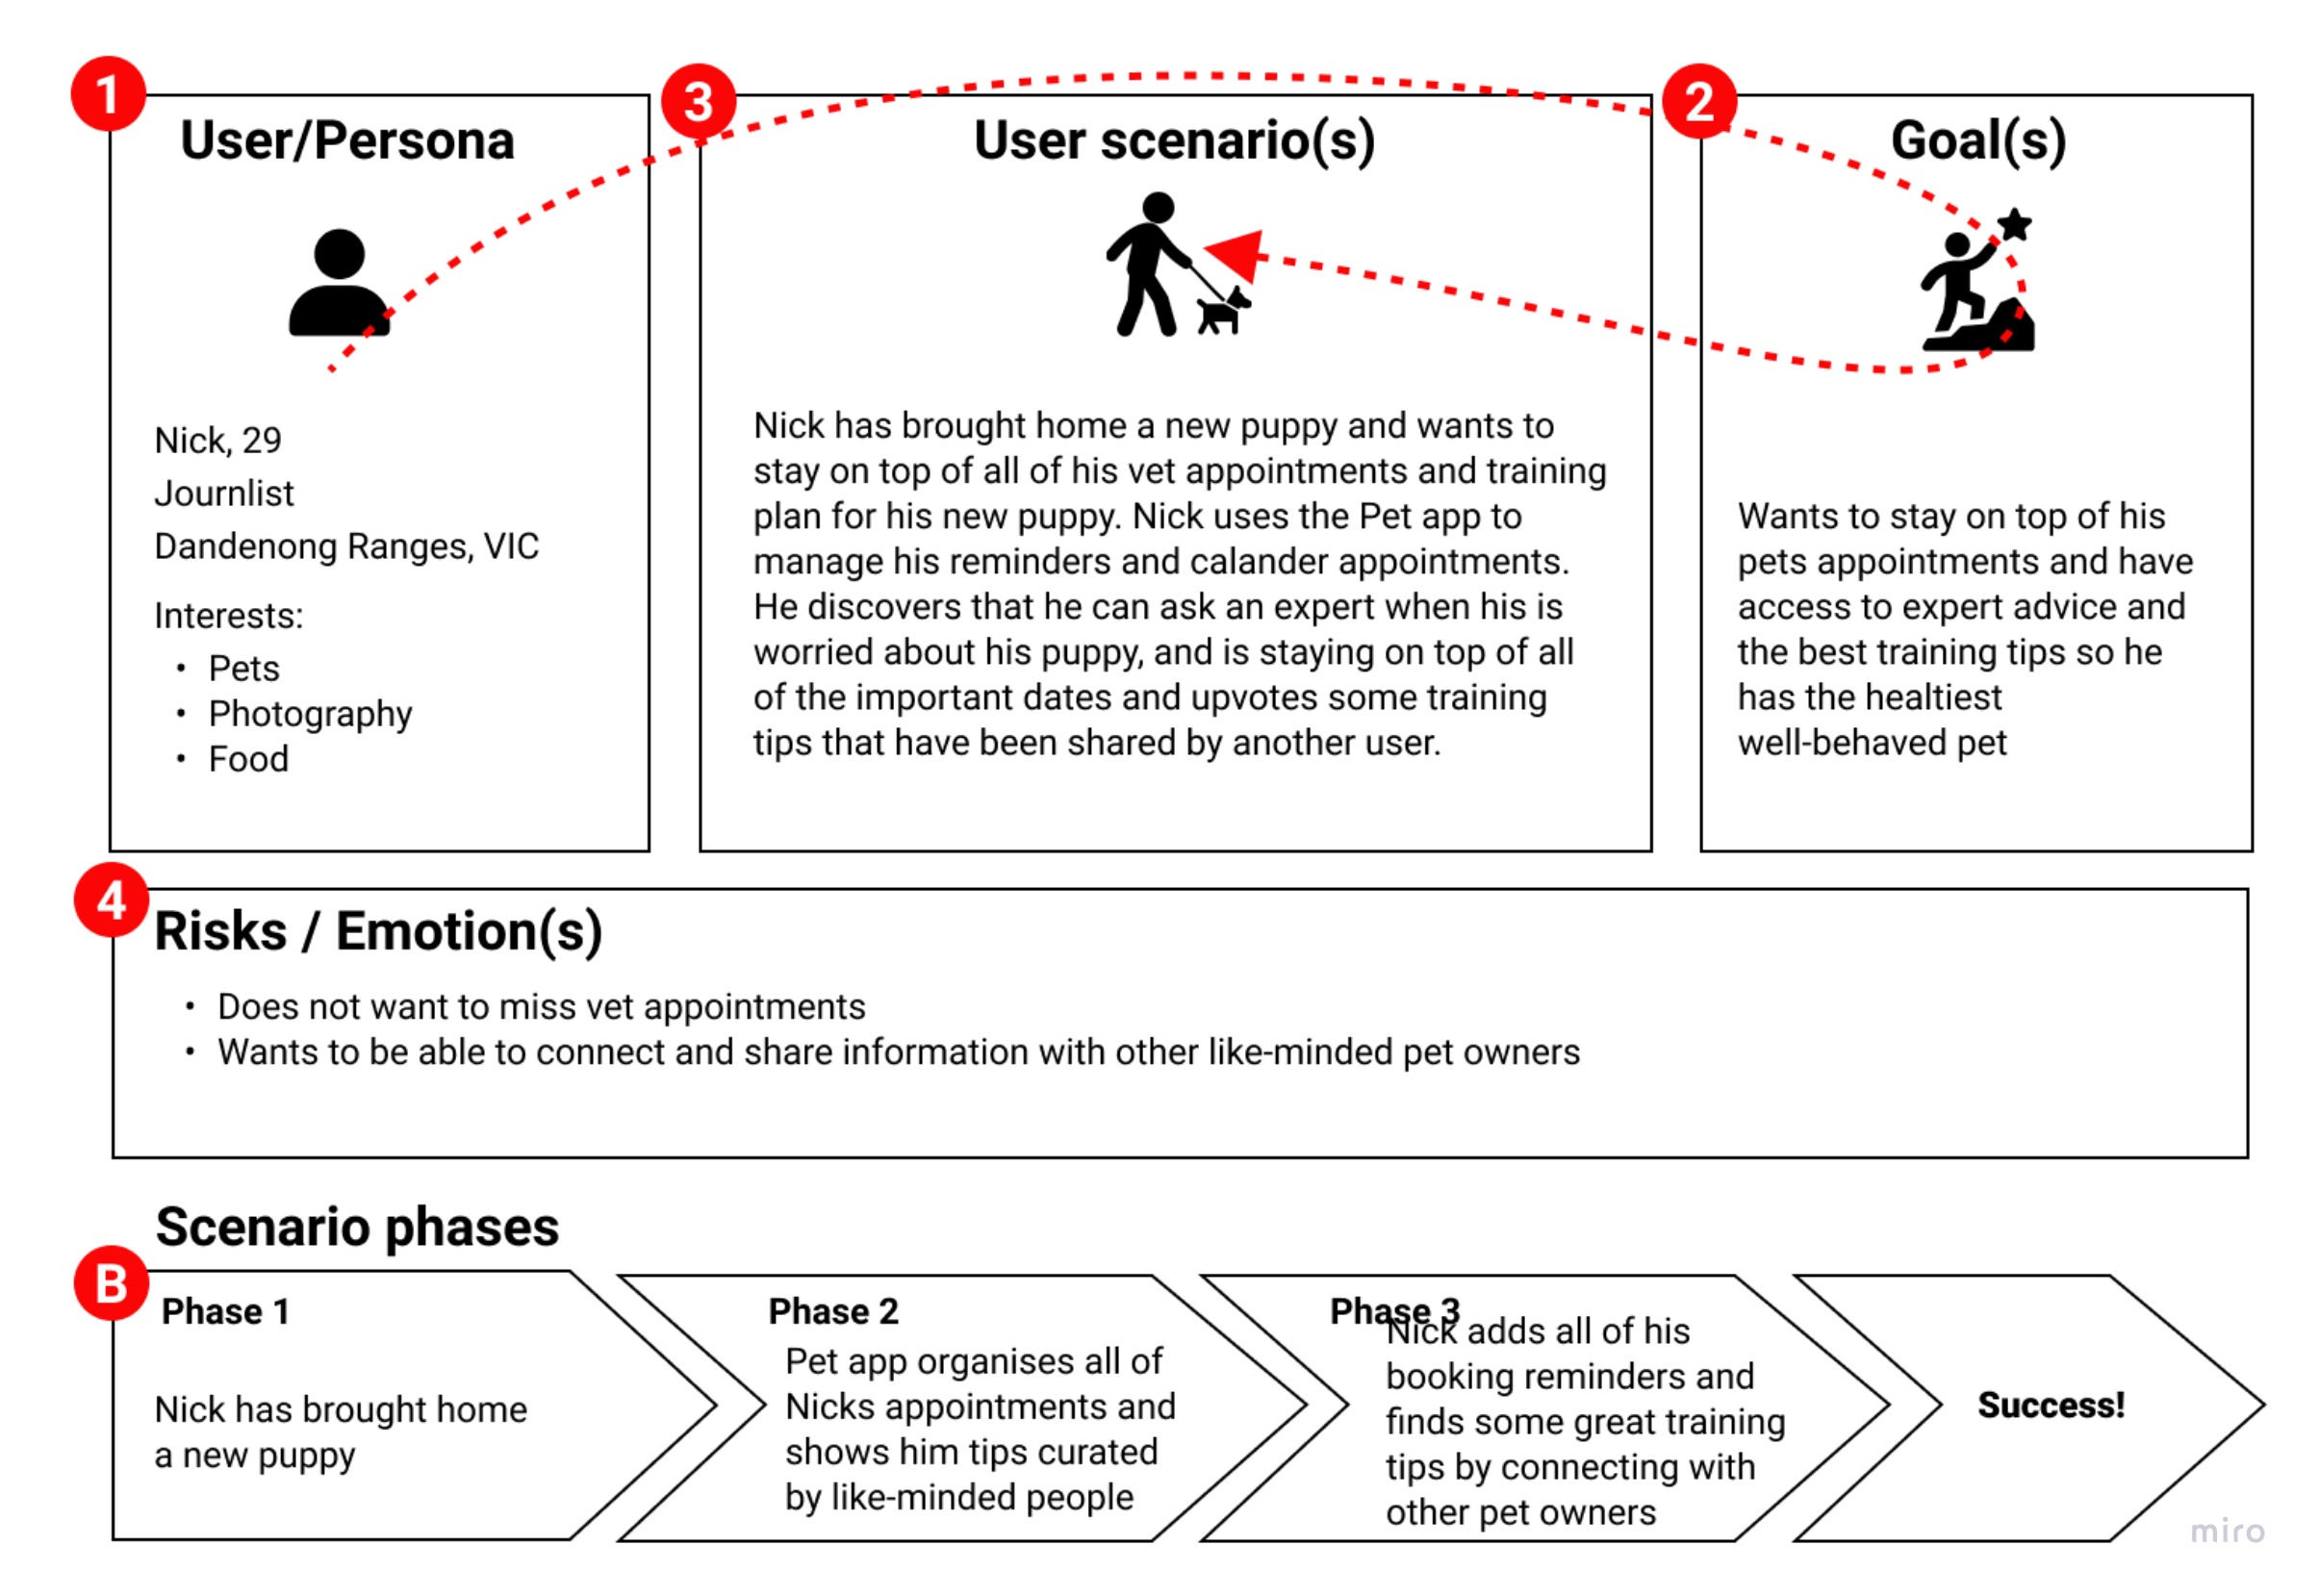 1
User/Persona
Nick, 29
Journlist
Dandenong Ranges, VIC
Interests:
• Pets
• Photography
• Food
3
User scenario(s)
Nick has brought home a new puppy and wants to
stay on top of all of his vet appointments and training
plan for his new puppy. Nick uses the Pet app to
manage his reminders and calander appointments.
He discovers that he can ask an expert when his is
worried about his puppy, and is staying on top of all
of the important dates and upvotes some training
tips that have been shared by another user.
2
Goal(s)
Wants to stay on top of his
pets appointments and have
access to expert advice and
the best training tips so he
has the healtiest
well-behaved pet
4
Risks / Emotion(s)
• Does not want to miss vet appointments
• Wants to be able to connect and share information with other like-minded pet owners
Scenario phases
B
Phase 1
Nick has brought home
a new puppy
Phase 2
Pet app organises all of
Nicks appointments and
shows him tips curated
by like-minded people
Phase 3
Nick adds all of his
booking reminders and
finds some great training
tips by connecting with
other pet owners
Success!
miro